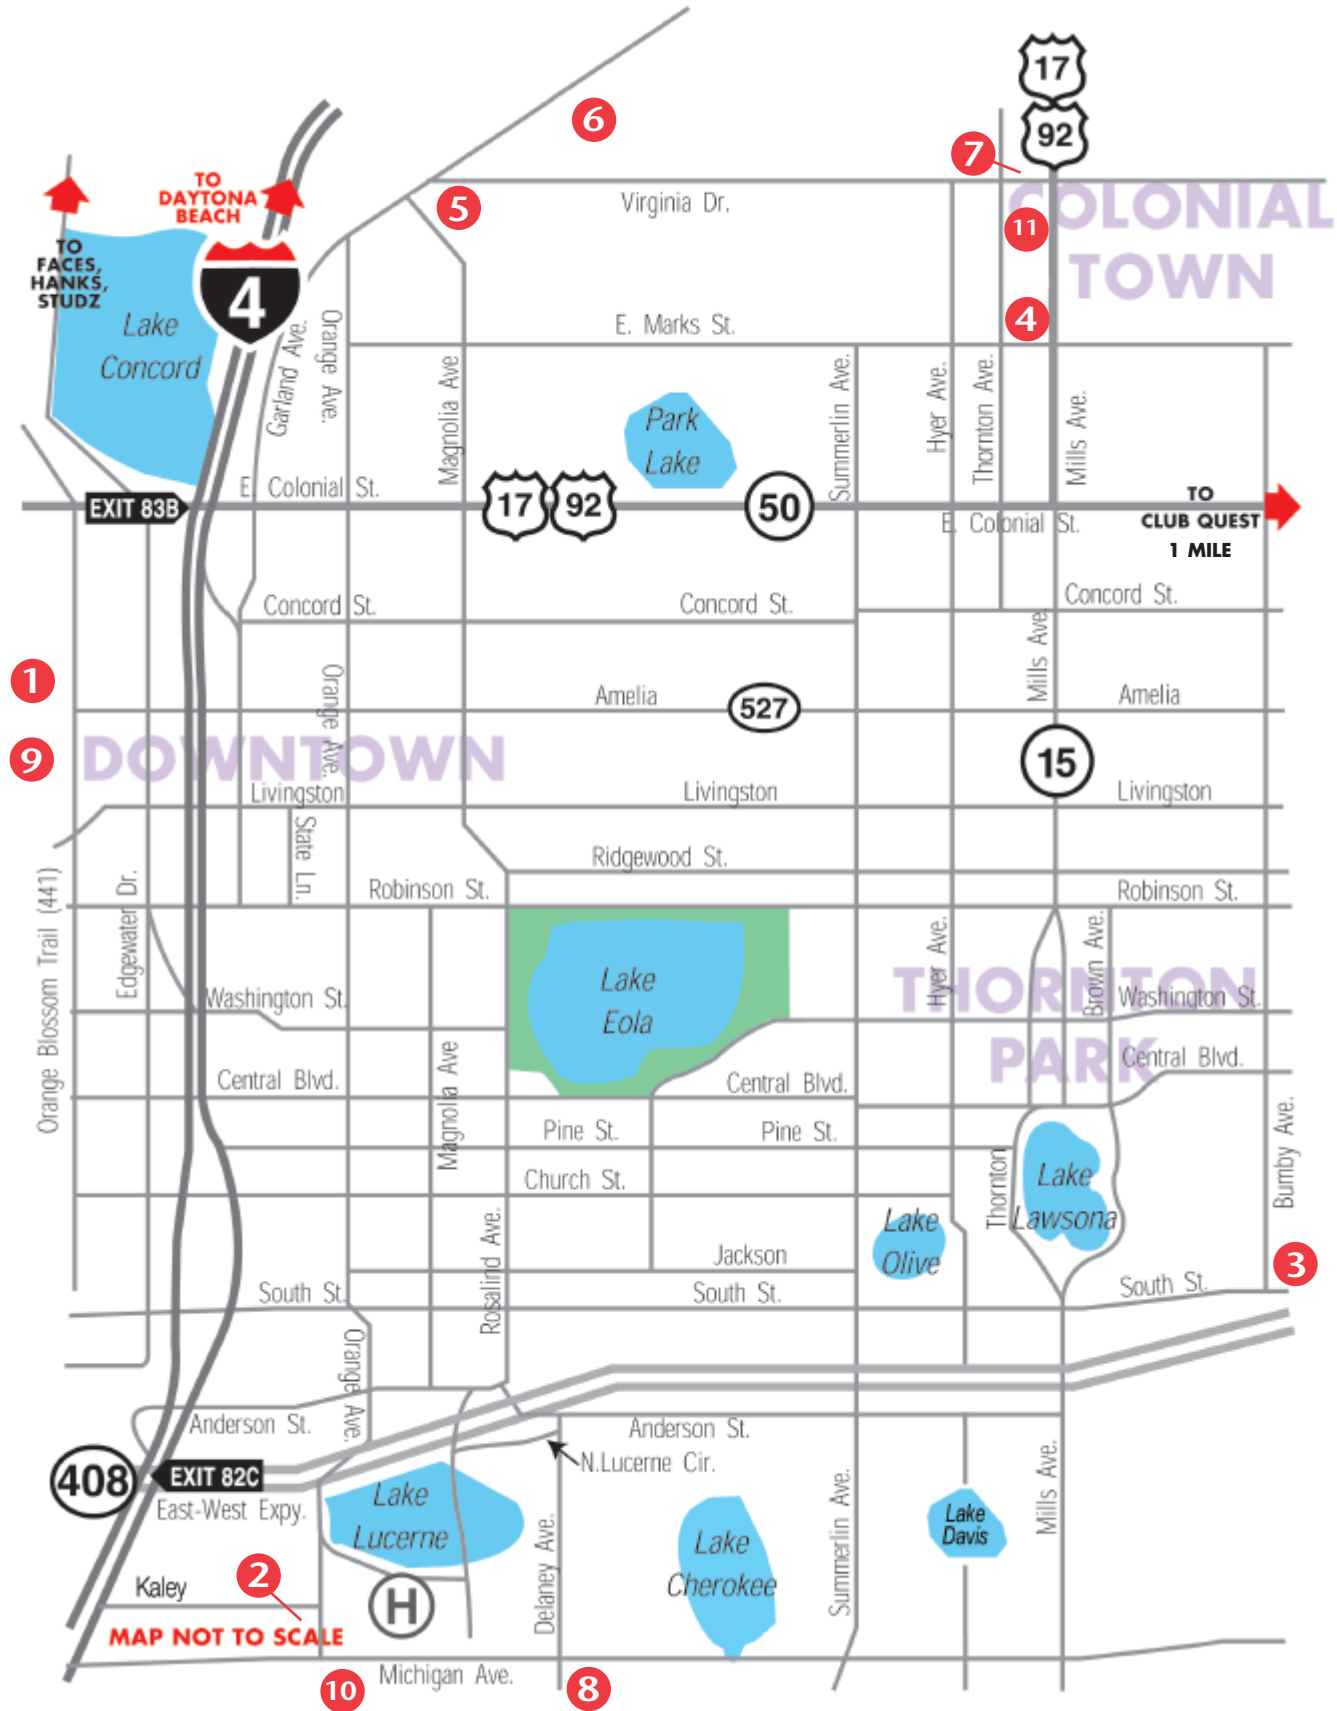 17
92
6
7
TO
DAYTONA
BEACH
5
Virginia Dr.
COLONIAL
TOWN
11
TO
FACES,
HANKS,
STUDZ
4
Lake
Concord
Garland Ave.
Orange Ave.
E. Marks St.
4
Magnolia Ave
Park
Lake
Summerlin Ave.
Hyer Ave.
Thornton Ave.
Mills Ave.
E. Colonial St.
EXIT 83B
17
92
50
E. Colonial St.
TO
CLUB QUEST
1 MILE
Concord St.
Concord St.
Concord St.
Mills Ave
1
Orange Ave.
Amelia
527
Amelia
9
DOWNTOWN
15
Livingston
Livingston
Livingston
State Ln.
Ridgewood St.
Robinson St.
Robinson St.
Orange Blossom Trail (441)
Edgewater Dr.
Lake
Eola
Hyer Ave.
Brown Ave.
THORNTON
PARK
Washington St.
Washington St.
Central Blvd.
Central Blvd.
Central Blvd.
Magnolia Ave
Pine St.
Pine St.
Church St.
Thornton
Lake
Lawsona
Bumby Ave.
Lake
Olive
Rosalind Ave.
Jackson
3
South St.
South St.
South St.
Orange Ave.
Anderson St.
Anderson St.
N.Lucerne Cir.
408
EXIT 82C
East-West Expy.
Lake
Lucerne
Delaney Ave.
Lake
Cherokee
Summerlin Ave.
Lake
Davis
Mills Ave.
2
Kaley
H
MAP NOT TO SCALE
10
Michigan Ave.
8